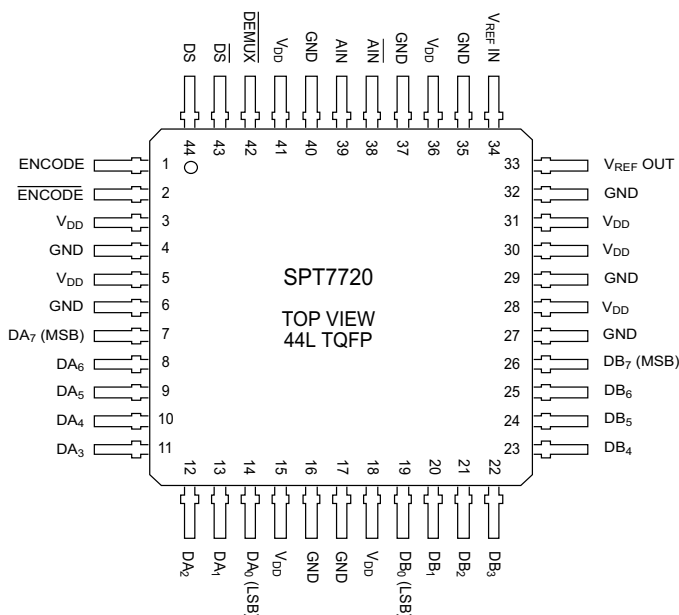 DS
D̅S̅
D̅E̅M̅U̅X̅
VDD
GND
AIN
A̅I̅N̅
GND
VDD
GND
VREF IN
44
43
42
41
40
39
38
37
36
35
34
ENCODE 1
E̅N̅C̅O̅D̅E̅ 2
VDD 3
GND 4
VDD 5
GND 6
DA7 (MSB) 7
DA6 8
DA5 9
DA4 10
DA3 11
SPT7720
TOP VIEW
44L TQFP
33 VREF OUT
32 GND
31 VDD
30 VDD
29 GND
28 VDD
27 GND
26 DB7 (MSB)
25 DB6
24 DB5
23 DB4
12
13
14
15
16
17
18
19
20
21
22
DA2
DA1
DA0 (LSB)
VDD
GND
GND
VDD
DB0 (LSB)
DB1
DB2
DB3